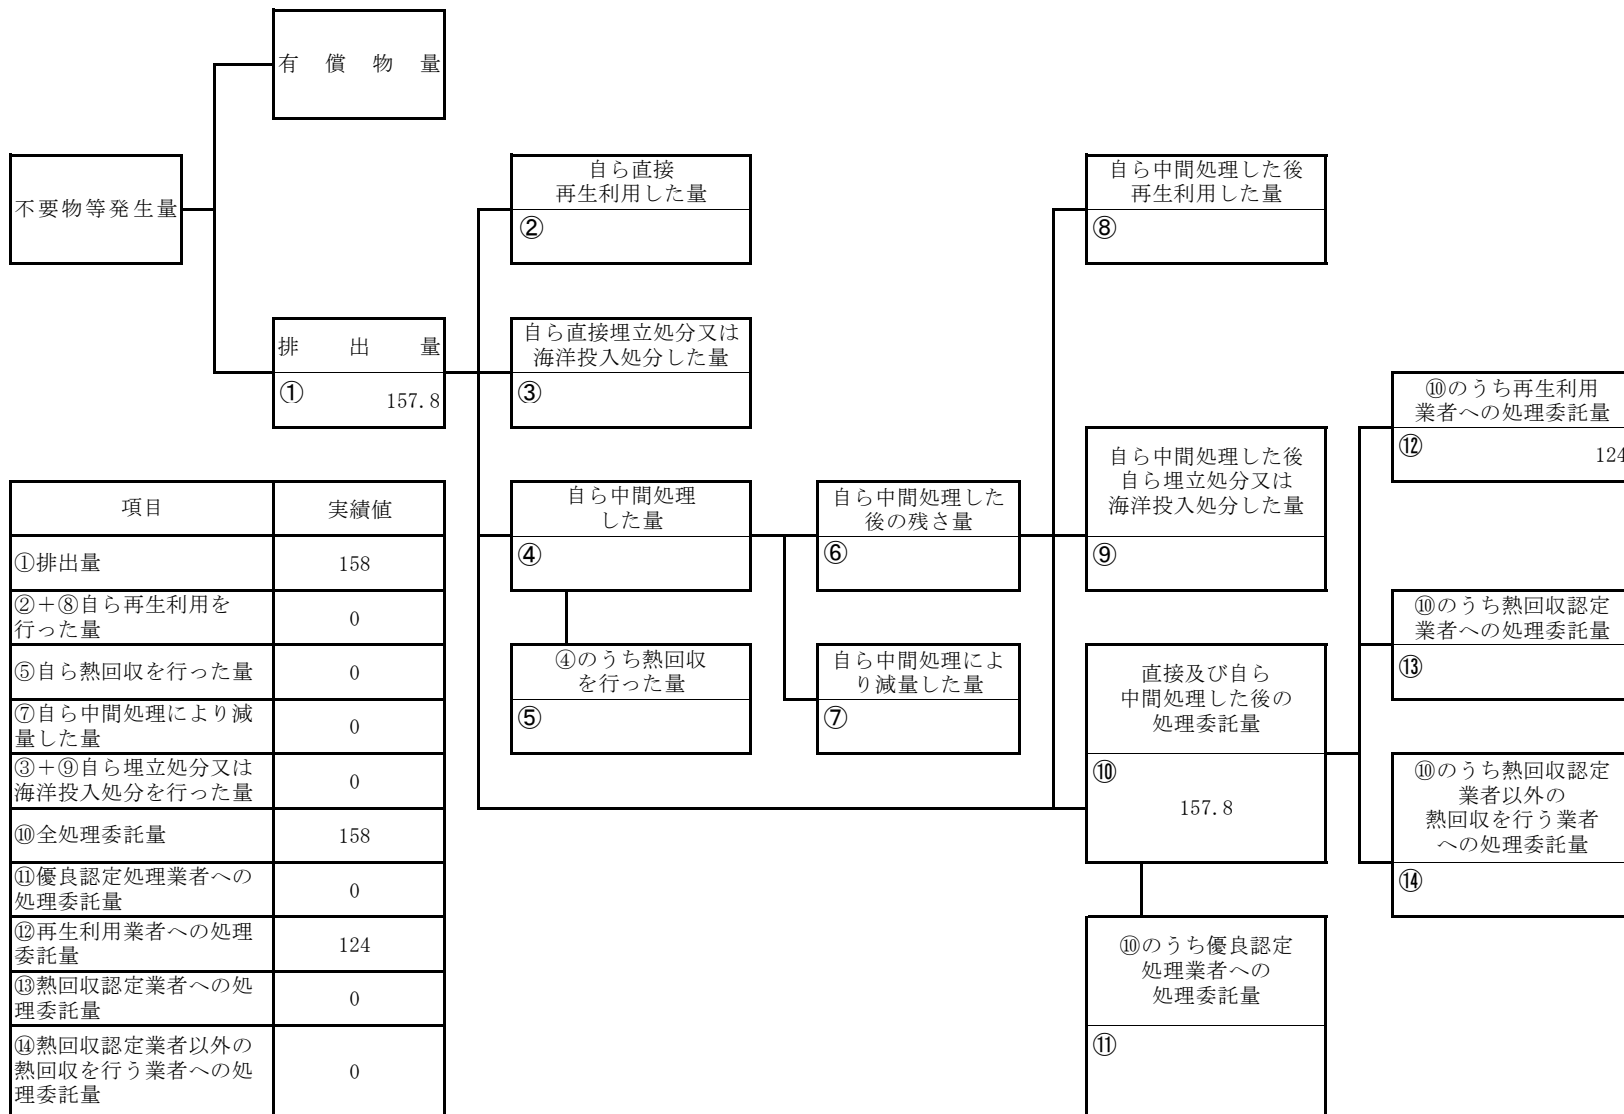 有償物量
不要物等発生量
排出量
①
157.8
自ら直接
再生利用した量
②
自ら直接埋立処分又は
海洋投入処分した量
③
自ら中間処理
した量
④
④のうち熱回収
を行った量
⑤
自ら中間処理した
後の残さ量
⑥
自ら中間処理によ
り減量した量
⑦
自ら中間処理した後
再生利用した量
⑧
自ら中間処理した後
自ら埋立処分又は
海洋投入処分した量
⑨
直接及び自ら
中間処理した後の
処理委託量
⑩
157.8
⑩のうち優良認定
処理業者への
処理委託量
⑪
⑩のうち再生利用
業者への処理委託量
⑫
124
⑩のうち熱回収認定
業者への処理委託量
⑬
⑩のうち熱回収認定
業者以外の
熱回収を行う業者
への処理委託量
⑭
項目 実績値
①排出量 158
②+⑧自ら再生利用を
行った量 0
⑤自ら熱回収を行った量 0
⑦自ら中間処理により減
量した量 0
③+⑨自ら埋立処分又は
海洋投入処分を行った量 0
⑩全処理委託量 158
⑪優良認定処理業者への
処理委託量 0
⑫再生利用業者への処理
委託量 124
⑬熱回収認定業者への処
理委託量 0
⑭熱回収認定業者以外の
熱回収を行う業者への処
理委託量 0